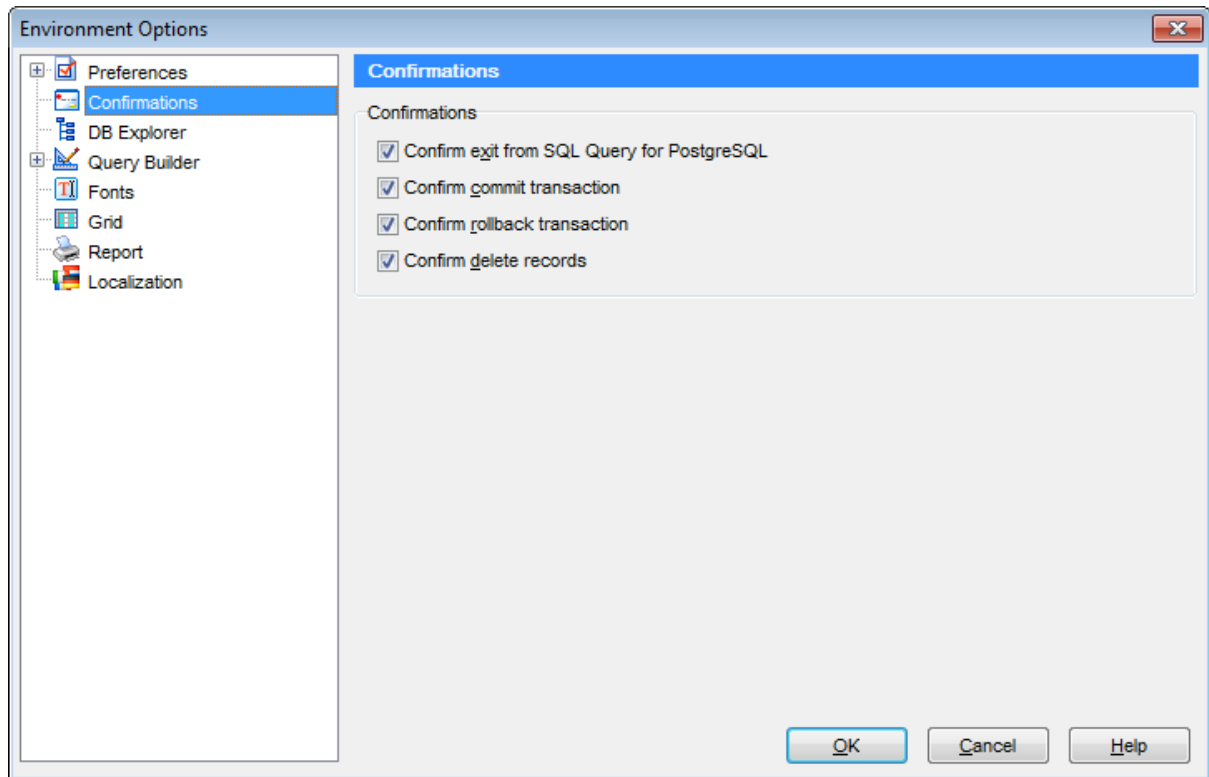 Environment Options
Preferences
Confirmations
DB Explorer
Query Builder
Fonts
Grid
Report
Localization
Confirmations
Confirmations
Confirm exit from SQL Query for PostgreSQL
Confirm commit transaction
Confirm rollback transaction
Confirm delete records
OK
Cancel
Help